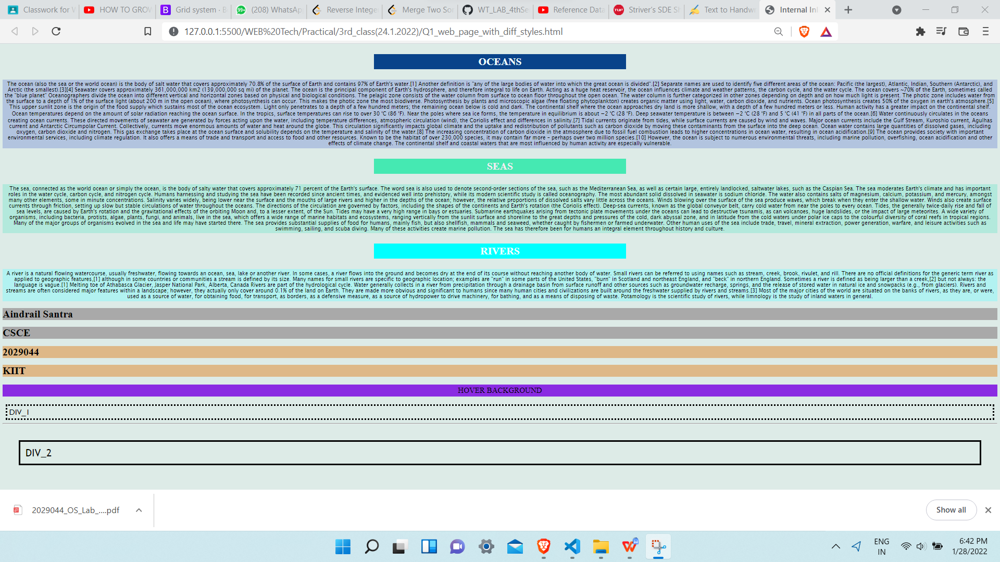 Classwork for W
HOW TO GROW
Grid system · B
(208) WhatsAp
Reverse Intege
Merge Two So
WT_LAB_4thSe
Reference Data
Striver's SDE Sh
Text to Handwr
Internal Inl
127.0.0.1:5500/WEB%20Tech/Practical/3rd_class(24.1.2022)/Q1_web_page_with_diff_styles.html
OCEANS
The ocean (also the sea or the world ocean) is the body of salt water that covers approximately 70.8% of the surface of Earth and contains 97% of Earth's water.[1] Another definition is "any of the large bodies of water into which the great ocean is divided".[2] Separate names are used to identify five different areas of the ocean: Pacific (the largest), Atlantic, Indian, Southern (Antarctic), and
Arctic (the smallest).[3][4] Seawater covers approximately 361,000,000 km2 (139,000,000 sq mi) of the planet. The ocean is the principal component of Earth's hydrosphere, and therefore integral to life on Earth. Acting as a huge heat reservoir, the ocean influences climate and weather patterns, the carbon cycle, and the water cycle. The ocean covers ~70% of the Earth, sometimes called
the "blue planet" Oceanographers divide the ocean into different vertical and horizontal zones based on physical and biological conditions. The pelagic zone consists of the water column from surface to ocean floor throughout the open ocean. The water column is further categorized in other zones depending on depth and on how much light is present. The photic zone includes water from
the surface to a depth of 1% of the surface light (about 200 m in the open ocean), where photosynthesis can occur. This makes the photic zone the most biodiverse. Photosynthesis by plants and microscopic algae (free floating phytoplankton) creates organic matter using light, water, carbon dioxide, and nutrients. Ocean photosynthesis creates 50% of the oxygen in earth's atmosphere.[5]
This upper sunlit zone is the origin of the food supply which sustains most of the ocean ecosystem. Light only penetrates to a depth of a few hundred meters; the remaining ocean below is cold and dark. The continental shelf where the ocean approaches dry land is more shallow, with a depth of a few hundred meters or less. Human activity has a greater impact on the continental shelf.
Ocean temperatures depend on the amount of solar radiation reaching the ocean surface. In the tropics, surface temperatures can rise to over 30 °C (86 °F). Near the poles where sea ice forms, the temperature in equilibrium is about −2 °C (28 °F). Deep seawater temperature is between −2 °C (28 °F) and 5 °C (41 °F) in all parts of the ocean.[6] Water continuously circulates in the oceans
creating ocean currents. These directed movements of seawater are generated by forces acting upon the water, including temperature differences, atmospheric circulation (wind), the Coriolis effect and differences in salinity.[7] Tidal currents originate from tides, while surface currents are caused by wind and waves. Major ocean currents include the Gulf Stream, Kuroshio current, Agulhas
current and Antarctic Circumpolar Current. Collectively, currents move enormous amounts of water and heat around the globe. This circulation significantly impacts global climate and the uptake and redistribution of pollutants such as carbon dioxide by moving these contaminants from the surface into the deep ocean. Ocean water contains large quantities of dissolved gases, including
oxygen, carbon dioxide and nitrogen. This gas exchange takes place at the ocean surface and solubility depends on the temperature and salinity of the water.[8] The increasing concentration of carbon dioxide in the atmosphere due to fossil fuel combustion leads to higher concentrations in ocean water, resulting in ocean acidification.[9] The ocean provides society with important
environmental services, including climate regulation. It also offers a means of trade and transport and access to food and other resources. Known to be the habitat of over 230,000 species, it may contain far more – perhaps over two million species.[10] However, the ocean is subject to numerous environmental threats, including marine pollution, overfishing, ocean acidification and other
effects of climate change. The continental shelf and coastal waters that are most influenced by human activity are especially vulnerable.
SEAS
The sea, connected as the world ocean or simply the ocean, is the body of salty water that covers approximately 71 percent of the Earth's surface. The word sea is also used to denote second-order sections of the sea, such as the Mediterranean Sea, as well as certain large, entirely landlocked, saltwater lakes, such as the Caspian Sea. The sea moderates Earth's climate and has important
roles in the water cycle, carbon cycle, and nitrogen cycle. Humans harnessing and studying the sea have been recorded since ancient times, and evidenced well into prehistory, while its modern scientific study is called oceanography. The most abundant solid dissolved in seawater is sodium chloride. The water also contains salts of magnesium, calcium, potassium, and mercury, amongst
many other elements, some in minute concentrations. Salinity varies widely, being lower near the surface and the mouths of large rivers and higher in the depths of the ocean; however, the relative proportions of dissolved salts vary little across the oceans. Winds blowing over the surface of the sea produce waves, which break when they enter the shallow water. Winds also create surface
currents through friction, setting up slow but stable circulations of water throughout the oceans. The directions of the circulation are governed by factors, including the shapes of the continents and Earth's rotation (the Coriolis effect). Deep-sea currents, known as the global conveyor belt, carry cold water from near the poles to every ocean. Tides, the generally twice-daily rise and fall of
sea levels, are caused by Earth's rotation and the gravitational effects of the orbiting Moon and, to a lesser extent, of the Sun. Tides may have a very high range in bays or estuaries. Submarine earthquakes arising from tectonic plate movements under the oceans can lead to destructive tsunamis, as can volcanoes, huge landslides, or the impact of large meteorites. A wide variety of
organisms, including bacteria, protists, algae, plants, fungi, and animals, live in the sea, which offers a wide range of marine habitats and ecosystems, ranging vertically from the sunlit surface and shoreline to the great depths and pressures of the cold, dark abyssal zone, and in latitude from the cold waters under polar ice caps to the colourful diversity of coral reefs in tropical regions.
Many of the major groups of organisms evolved in the sea and life may have started there. The sea provides substantial supplies of food for humans, mainly fish, but also shellfish, mammals and seaweed, whether caught by fishermen or farmed underwater. Other human uses of the sea include trade, travel, mineral extraction, power generation, warfare, and leisure activities such as
swimming, sailing, and scuba diving. Many of these activities create marine pollution. The sea has therefore been for humans an integral element throughout history and culture.
RIVERS
A river is a natural flowing watercourse, usually freshwater, flowing towards an ocean, sea, lake or another river. In some cases, a river flows into the ground and becomes dry at the end of its course without reaching another body of water. Small rivers can be referred to using names such as stream, creek, brook, rivulet, and rill. There are no official definitions for the generic term river as
applied to geographic features,[1] although in some countries or communities a stream is defined by its size. Many names for small rivers are specific to geographic location; examples are "run" in some parts of the United States, "burn" in Scotland and northeast England, and "beck" in northern England. Sometimes a river is defined as being larger than a creek,[2] but not always: the
language is vague.[1] Melting toe of Athabasca Glacier, Jasper National Park, Alberta, Canada Rivers are part of the hydrological cycle. Water generally collects in a river from precipitation through a drainage basin from surface runoff and other sources such as groundwater recharge, springs, and the release of stored water in natural ice and snowpacks (e.g., from glaciers). Rivers and
streams are often considered major features within a landscape; however, they actually only cover around 0.1% of the land on Earth. They are made more obvious and significant to humans since many human cities and civilizations are built around the freshwater supplied by rivers and streams.[3] Most of the major cities of the world are situated on the banks of rivers, as they are, or were,
used as a source of water, for obtaining food, for transport, as borders, as a defensive measure, as a source of hydropower to drive machinery, for bathing, and as a means of disposing of waste. Potamology is the scientific study of rivers, while limnology is the study of inland waters in general.
Aindrail Santra
CSCE
2029044
KIIT
HOVER BACKGROUND
DIV_1
DIV_2
2029044_OS_Lab_....pdf
Show all
ENG
IN
6:42 PM
1/28/2022